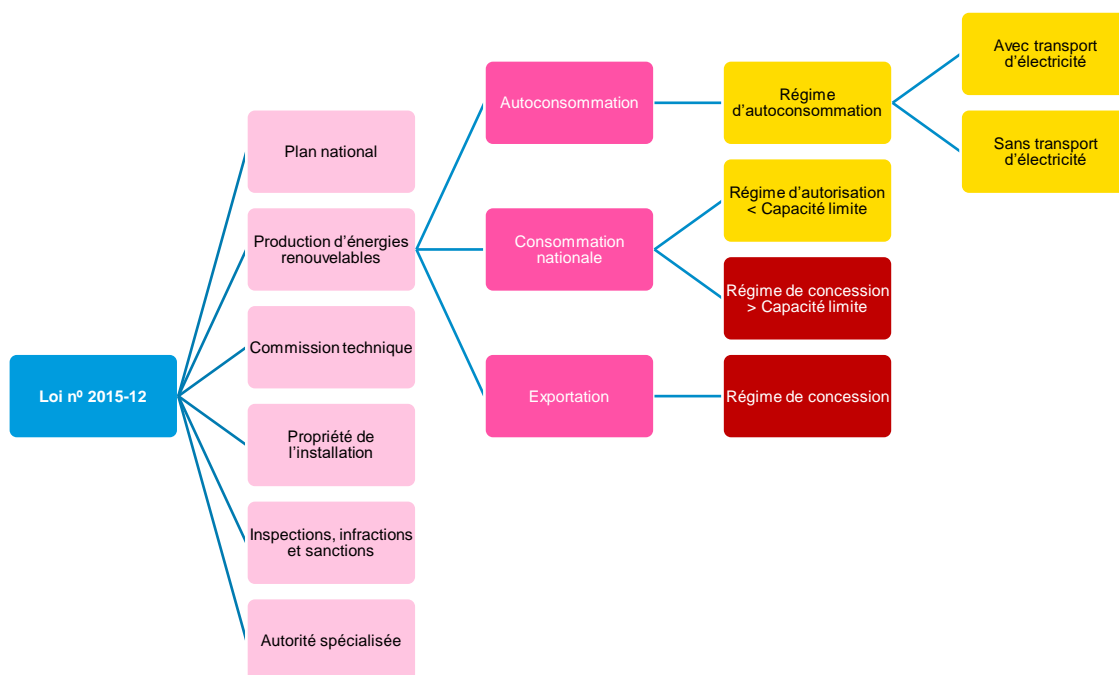 Loi nº 2015-12
Plan national
Production d’énergies
renouvelables
Commission technique
Propriété de
l’installation
Inspections, infractions
et sanctions
Autorité spécialisée
Autoconsommation
Consommation
nationale
Exportation
Régime
d’autoconsommation
Régime d’autorisation
< Capacité limite
Régime de concession
> Capacité limite
Régime de concession
Avec transport
d’électricité
Sans transport
d’électricité